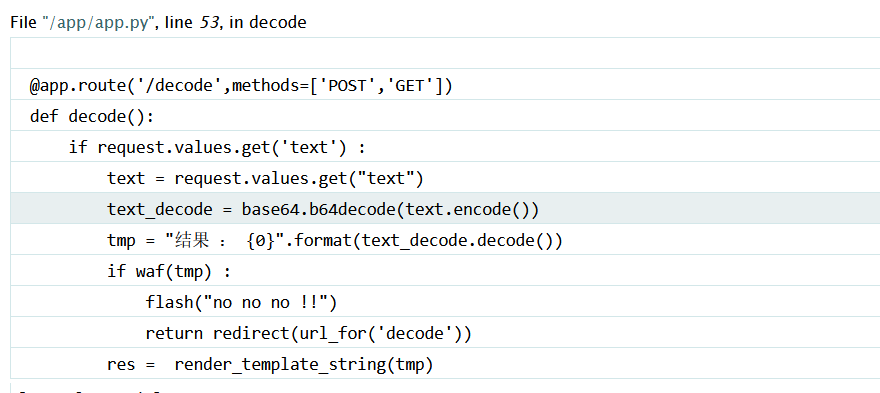 File "/app/app.py", line 53, in decode
@app.route('/decode',methods=['POST','GET'])
def decode():
    if request.values.get('text') :
        text = request.values.get("text")
        text_decode = base64.b64decode(text.encode())
        tmp = "结果 ： {0}".format(text_decode.decode())
        if waf(tmp) :
            flash("no no no !!")
            return redirect(url_for('decode'))
        res =  render_template_string(tmp)